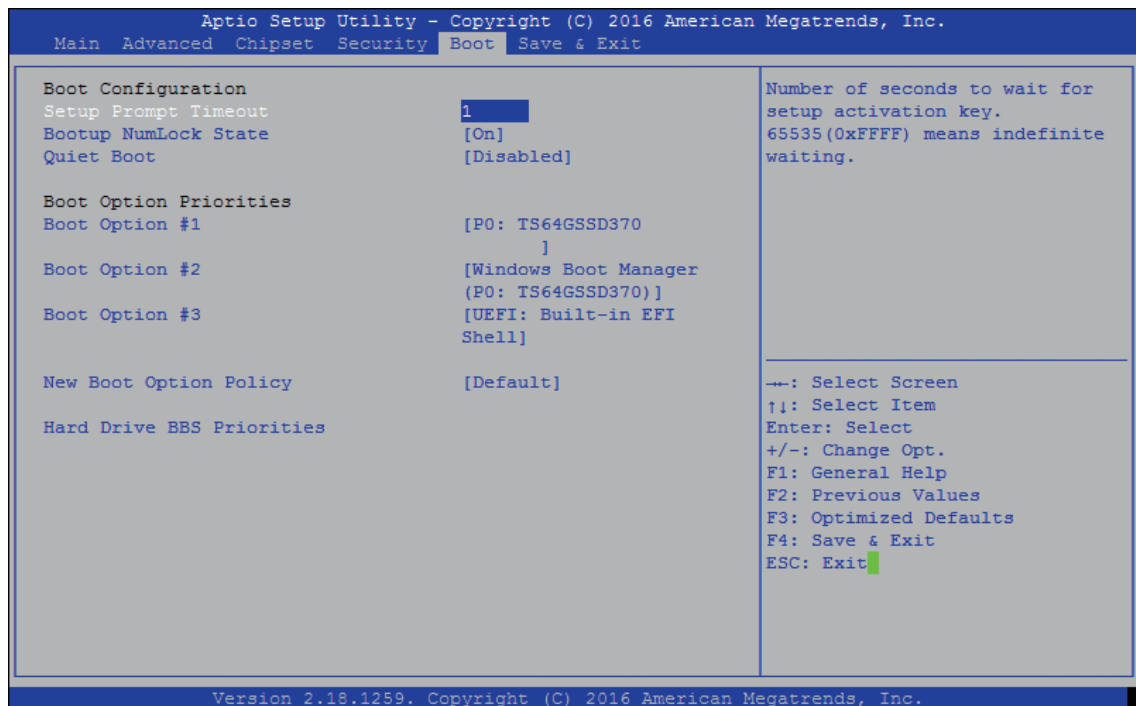 Aptio Setup Utility - Copyright (C) 2016 American Megatrends, Inc.
Main Advanced Chipset Security Boot Save & Exit
Boot Configuration
Setup Prompt Timeout 1
Bootup NumLock State [On]
Quiet Boot [Disabled]
Boot Option Priorities
Boot Option #1 [P0: TS64GSSD370
]
Boot Option #2 [Windows Boot Manager
(P0: TS64GSSD370)]
Boot Option #3 [UEFI: Built-in EFI
Shell]
New Boot Option Policy [Default]
Hard Drive BBS Priorities
Number of seconds to wait for
setup activation key.
65535(0xFFFF) means indefinite
waiting.
→←: Select Screen
↑↓: Select Item
Enter: Select
+/-: Change Opt.
F1: General Help
F2: Previous Values
F3: Optimized Defaults
F4: Save & Exit
ESC: Exit
Version 2.18.1259. Copyright (C) 2016 American Megatrends, Inc.